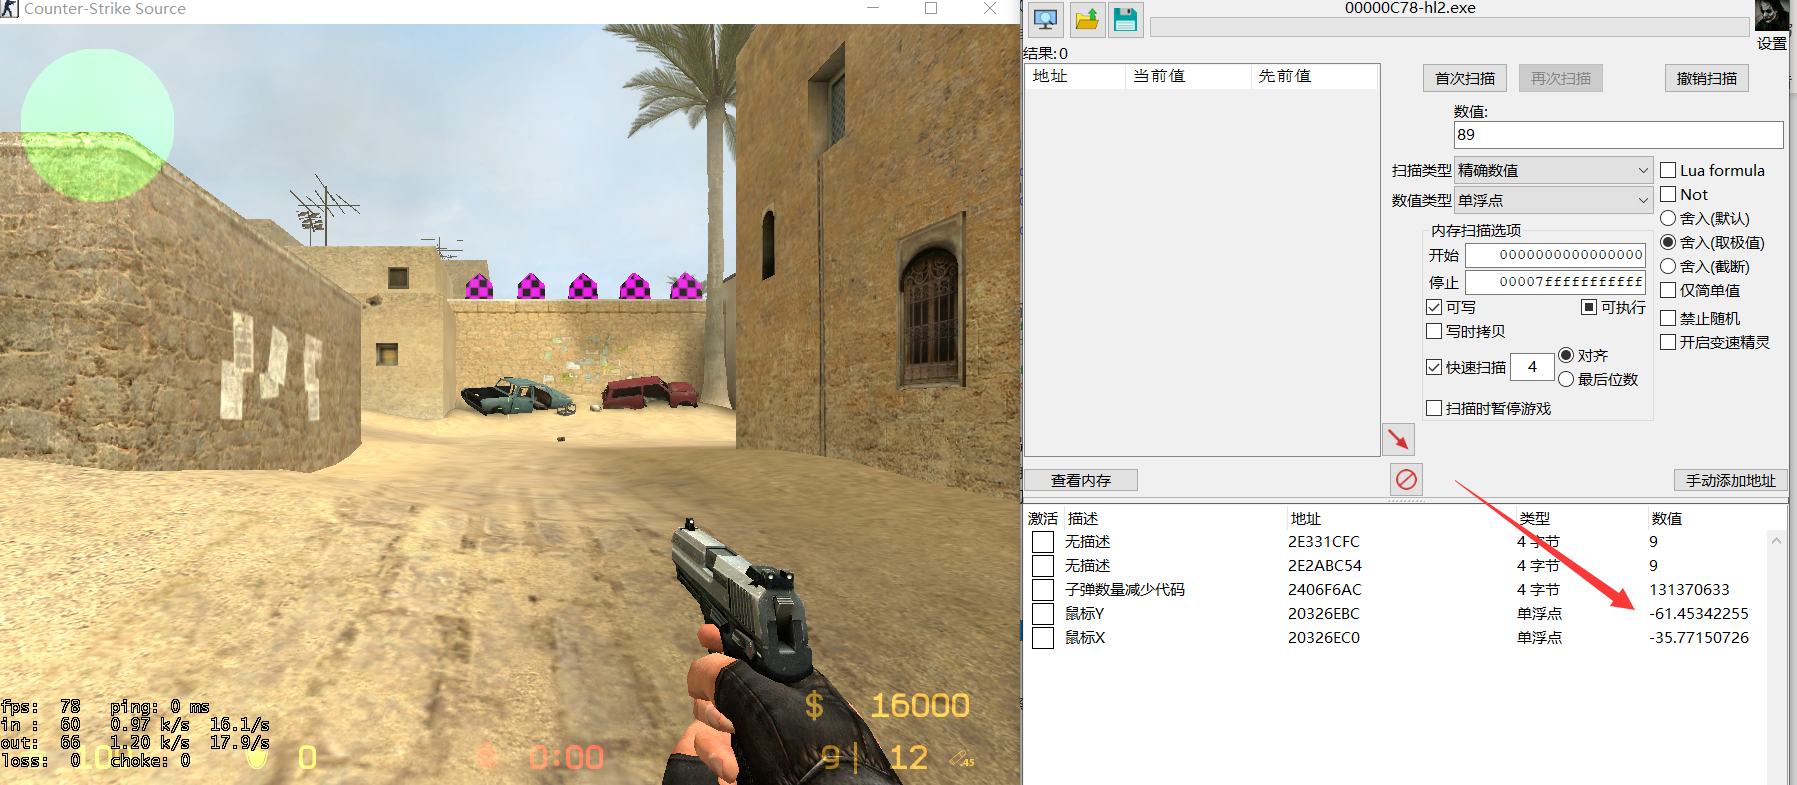 Counter-Strike Source
fps: 78 ping: 0 ms
in : 60 0.97 k/s 16.1/s
out: 66 1.20 k/s 17.9/s
loss: 0 choke: 0
0
0:00
$ 16000
9 | 12
.45
00000C78-hl2.exe
设置
结果:0
地址 当前值 先前值
首次扫描 再次扫描 撤销扫描
数值:
89
扫描类型 精确数值
数值类型 单浮点
Lua formula
Not
舍入(默认)
舍入(取极值)
舍入(截断)
仅简单值
禁止随机
开启变速精灵
内存扫描选项
开始 0000000000000000
停止 00007fffffffffff
可写 可执行
写时拷贝
快速扫描 4 对齐
最后位数
扫描时暂停游戏
查看内存 手动添加地址
激活 描述 地址 类型 数值
无描述 2E331CFC 4 字节 9
无描述 2E2ABC54 4 字节 9
子弹数量减少代码 2406F6AC 4 字节 131370633
鼠标Y 20326EBC 单浮点 -61.45342255
鼠标X 20326EC0 单浮点 -35.77150726